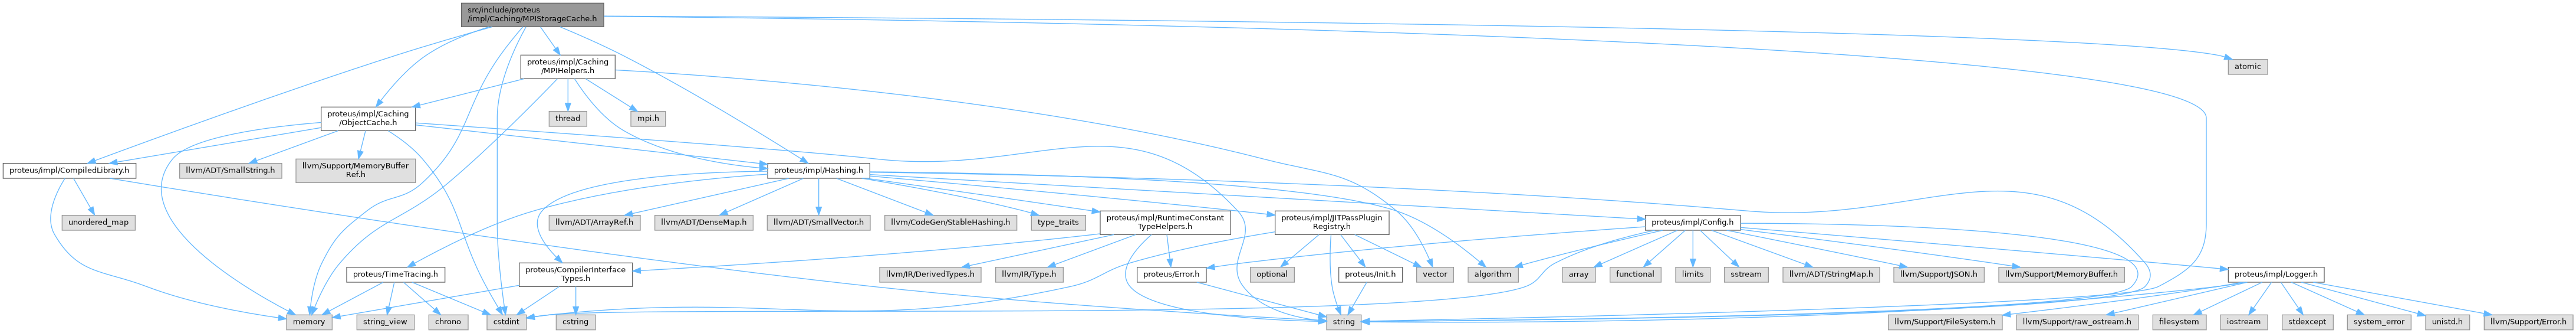 src/include/proteus
/impl/Caching/MPIStorageCache.h
proteus/impl/Caching
/MPIHelpers.h
atomic
proteus/impl/Caching
/ObjectCache.h
thread
mpi.h
proteus/impl/CompiledLibrary.h
llvm/ADT/SmallString.h
llvm/Support/MemoryBuffer
Ref.h
proteus/impl/Hashing.h
unordered_map
llvm/ADT/ArrayRef.h
llvm/ADT/DenseMap.h
llvm/ADT/SmallVector.h
llvm/CodeGen/StableHashing.h
type_traits
proteus/impl/RuntimeConstant
TypeHelpers.h
proteus/impl/JITPassPlugin
Registry.h
proteus/impl/Config.h
proteus/TimeTracing.h
proteus/CompilerInterface
Types.h
llvm/IR/DerivedTypes.h
llvm/IR/Type.h
proteus/Error.h
optional
proteus/Init.h
vector
algorithm
array
functional
limits
sstream
llvm/ADT/StringMap.h
llvm/Support/JSON.h
llvm/Support/MemoryBuffer.h
proteus/impl/Logger.h
memory
string_view
chrono
cstdint
cstring
string
llvm/Support/FileSystem.h
llvm/Support/raw_ostream.h
filesystem
iostream
stdexcept
system_error
unistd.h
llvm/Support/Error.h